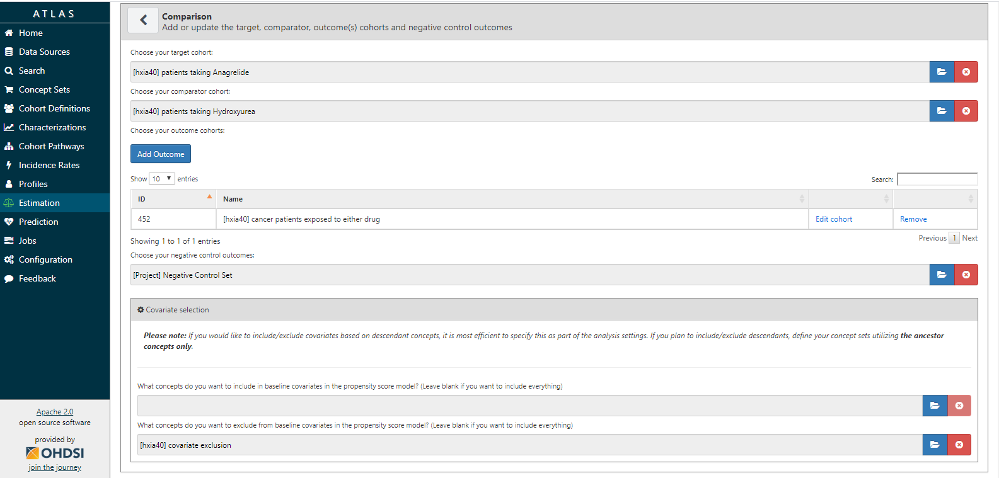 ATLAS
Home
Data Sources
Search
Concept Sets
Cohort Definitions
Characterizations
Cohort Pathways
Incidence Rates
Profiles
Estimation
Prediction
Jobs
Configuration
Feedback
Apache 2.0
open source software
provided by
OHDSI
join the journey
Comparison
Add or update the target, comparator, outcome(s) cohorts and negative control outcomes
Choose your target cohort:
[hxia40] patients taking Anagrelide
Choose your comparator cohort:
[hxia40] patients taking Hydroxyurea
Choose your outcome cohorts:
Add Outcome
Show 10 entries
Search:
ID Name
452 [hxia40] cancer patients exposed to either drug Edit cohort Remove
Showing 1 to 1 of 1 entries
Previous 1 Next
Choose your negative control outcomes:
[Project] Negative Control Set
Covariate selection
Please note: If you would like to include/exclude covariates based on descendant concepts, it is most efficient to specify this as part of the analysis settings. If you plan to include/exclude descendants, define your concept sets utilizing the ancestor
concepts only.
What concepts do you want to include in baseline covariates in the propensity score model? (Leave blank if you want to include everything)
What concepts do you want to exclude from baseline covariates in the propensity score model? (Leave blank if you want to include everything)
[hxia40] covariate exclusion